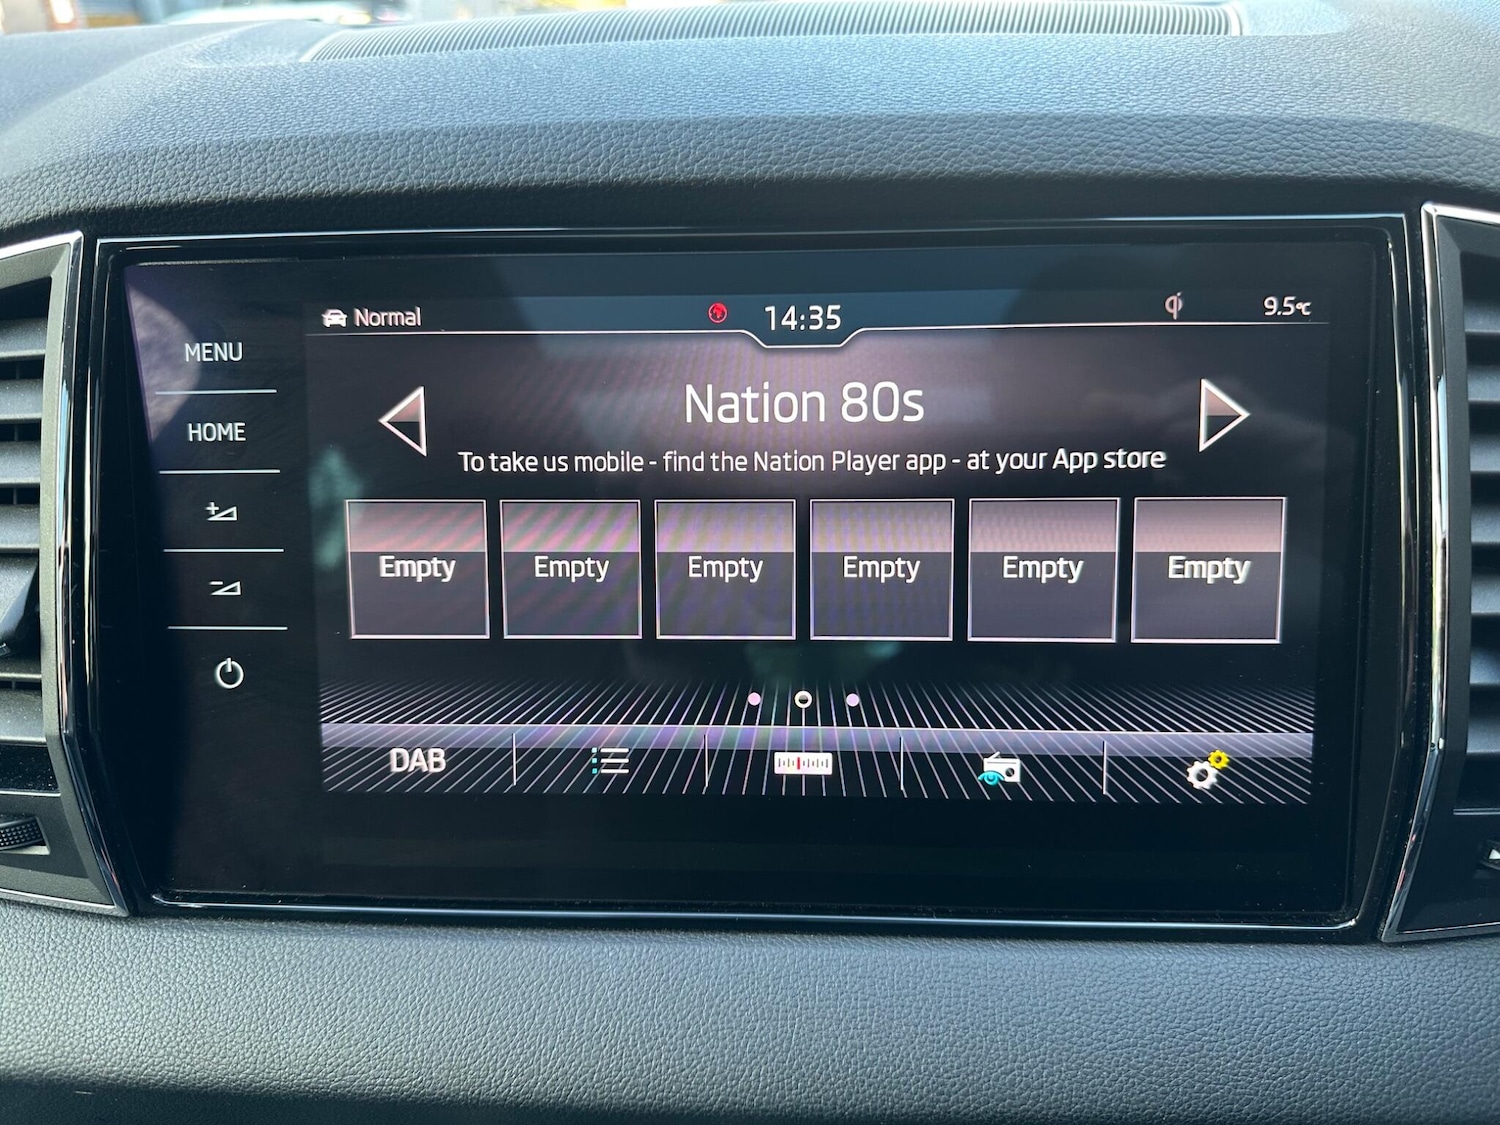 Normal
14:35
9.5°C
MENU
HOME
Nation 80s
To take us mobile - find the Nation Player app - at your App store
Empty Empty Empty Empty Empty Empty
DAB